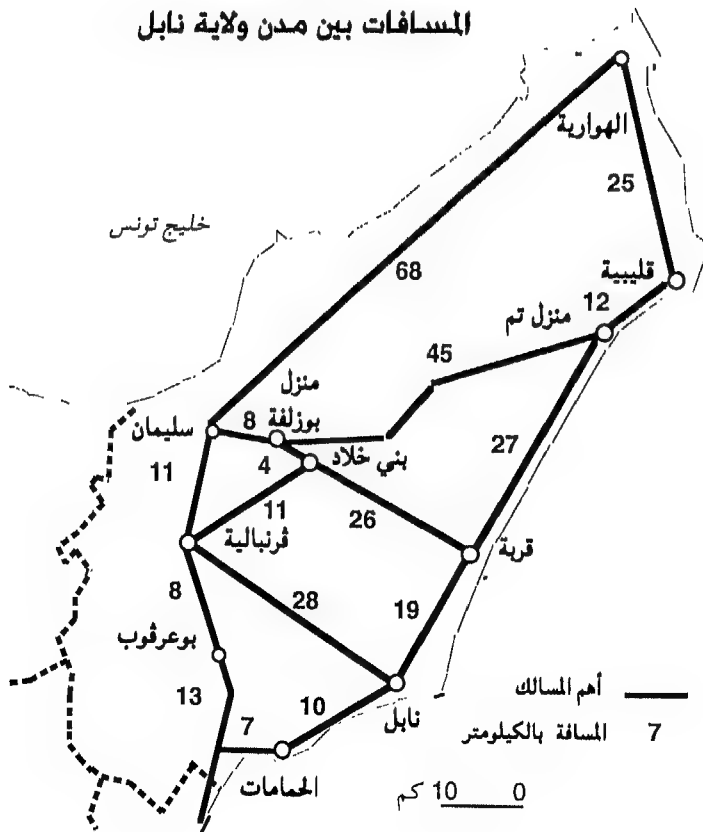 المسافات بين مدن ولاية نابل
الهوارية
25
خليج تونس
68
قليبية
12
منزل تم
45
منزل
بوزلفة
8
سليمان
بني خلاد
4
27
11
11
26
ڨرنبالية
قربة
8
28
19
بوعرڨوب
13
10
7
نابل
الحمامات
أهم المسالك
7 المسافة بالكيلومتر
0 10 كم